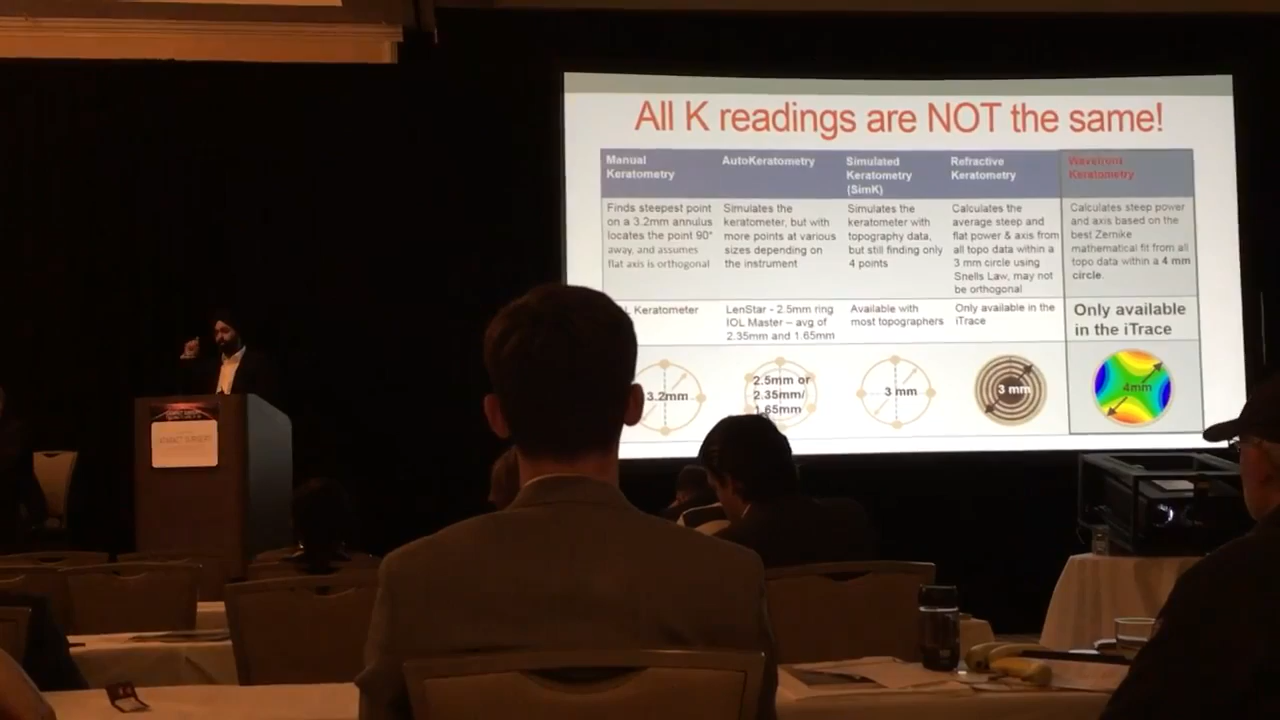 All K readings are NOT the same!
Manual
Keratometry
AutoKeratometry
Simulated
Keratometry
(SimK)
Refractive
Keratometry
Wavefront
Keratometry
Finds steepest point
on a 3.2mm annulus
locates the point 90°
away, and assumes
flat axis is orthogonal
Simulates the
keratometer, but with
more points at various
sizes depending on
the instrument
Simulates the
keratometer with
topography data,
but still finding only
4 points
Calculates the
average steep and
flat power & axis from
all topo data within a
3 mm circle using
Snells Law, may not
be orthogonal
Calculates steep power
and axis based on the
best Zernike
mathematical fit from all
topo data within a 4 mm
circle.
Keratometer
LenStar - 2.5mm ring
IOL Master – avg of
2.35mm and 1.65mm
Available with
most topographers
Only available in the
iTrace
Only available
in the iTrace
3.2mm
2.5mm or
2.35mm/
1.65mm
3 mm
3 mm
4mm